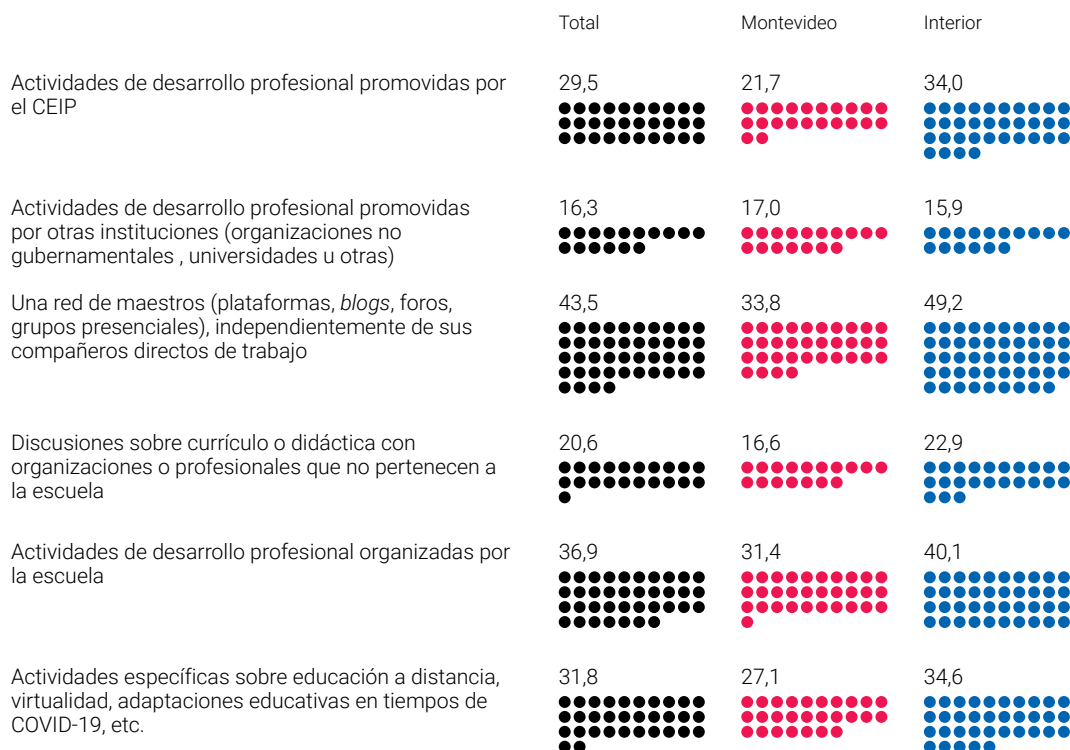 Total Montevideo Interior
Actividades de desarrollo profesional promovidas por
el CEIP
29,5 21,7 34,0
Actividades de desarrollo profesional promovidas
por otras instituciones (organizaciones no
gubernamentales , universidades u otras)
16,3 17,0 15,9
Una red de maestros (plataformas, blogs, foros,
grupos presenciales), independientemente de sus
compañeros directos de trabajo
43,5 33,8 49,2
Discusiones sobre currículo o didáctica con
organizaciones o profesionales que no pertenecen a
la escuela
20,6 16,6 22,9
Actividades de desarrollo profesional organizadas por
la escuela
36,9 31,4 40,1
Actividades específicas sobre educación a distancia,
virtualidad, adaptaciones educativas en tiempos de
COVID-19, etc.
31,8 27,1 34,6